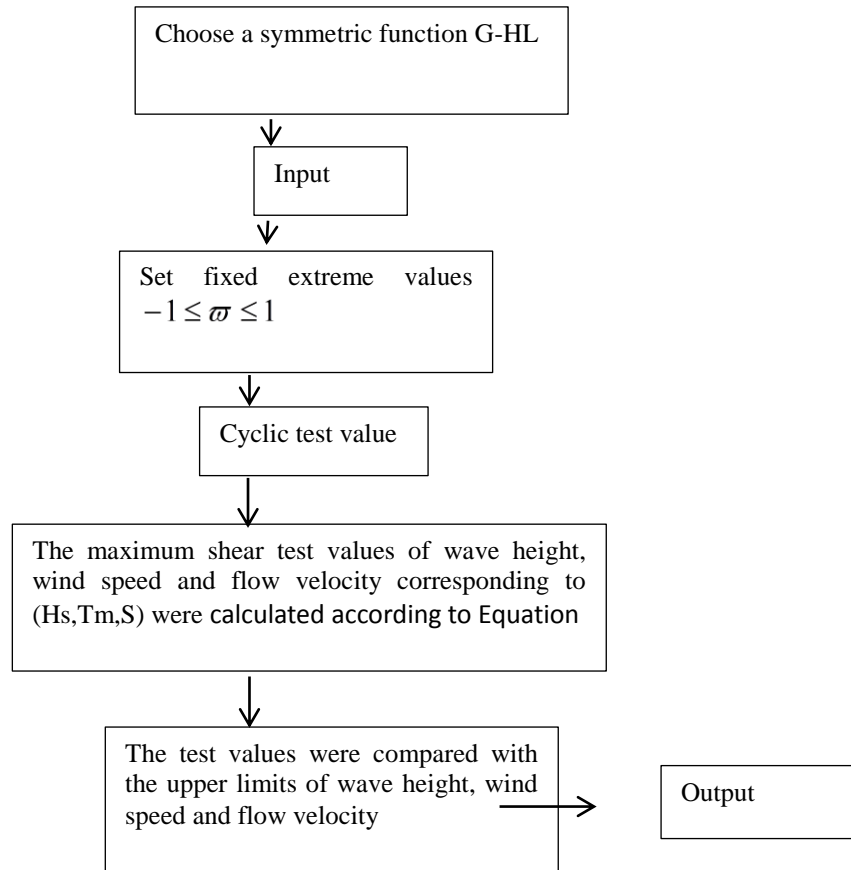 Choose a symmetric function G-HL
Input
Set fixed extreme values
−1 ≤ ϖ ≤ 1
Cyclic test value
The maximum shear test values of wave height,
wind speed and flow velocity corresponding to
(Hs,Tm,S) were calculated according to Equation
The test values were compared with
the upper limits of wave height, wind
speed and flow velocity
Output